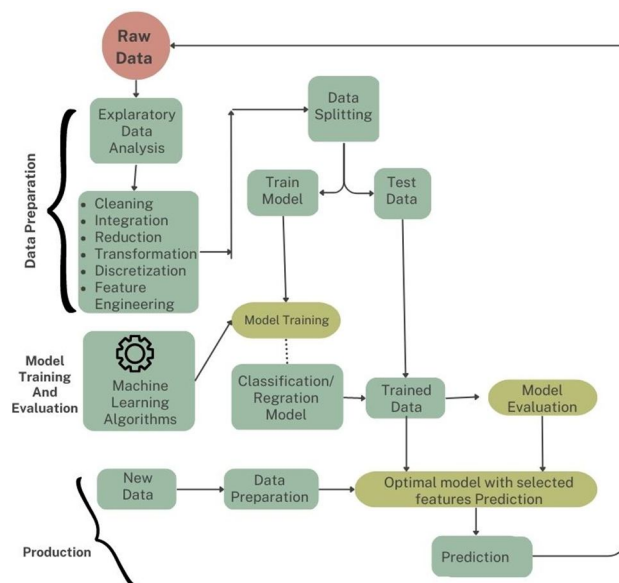 Raw
Data
Explaratory
Data
Analysis
Data Preparation
Cleaning
Integration
Reduction
Transformation
Discretization
Feature
Engineering
Data
Splitting
Train
Model
Test
Data
Model Training
Model
Training
And
Evaluation
Machine
Learning
Algorithms
Classification/
Regration
Model
Trained
Data
Model
Evaluation
New
Data
Data
Preparation
Optimal model with selected
features Prediction
Production
Prediction